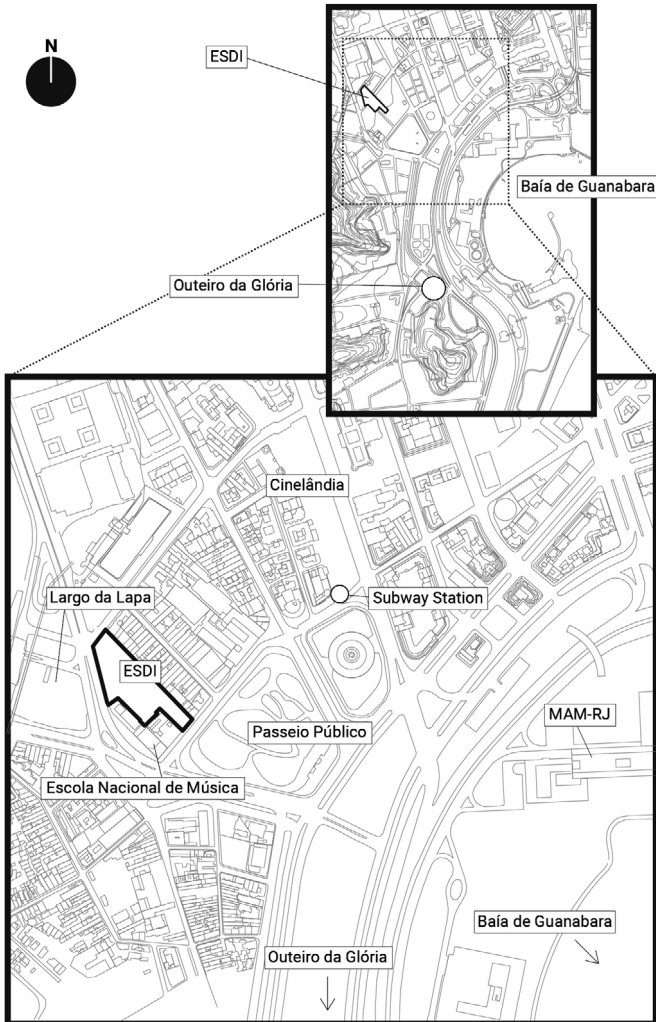 N
ESDI
Baía de Guanabara
Outeiro da Glória
Cinelândia
Largo da Lapa
Subway Station
ESDI
MAM-RJ
Passeio Público
Escola Nacional de Música
Baía de Guanabara
Outeiro da Glória